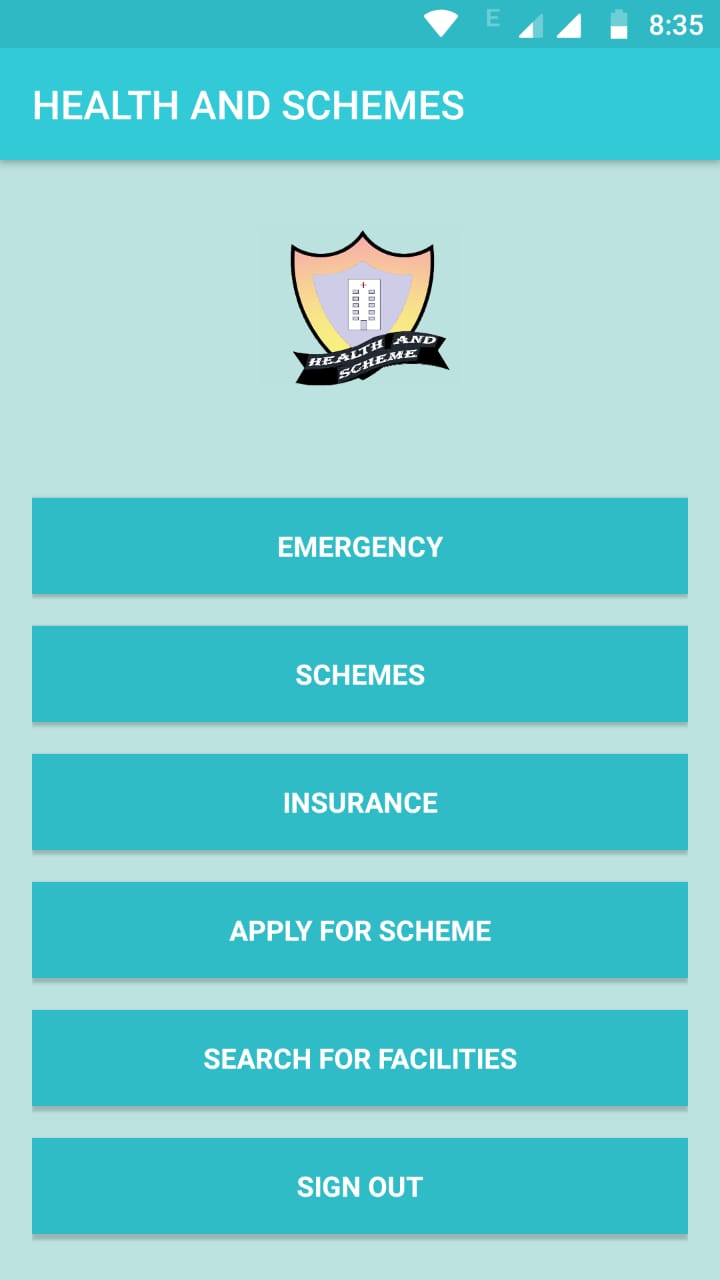 E 8:35
HEALTH AND SCHEMES
HEALTH AND
SCHEME
EMERGENCY
SCHEMES
INSURANCE
APPLY FOR SCHEME
SEARCH FOR FACILITIES
SIGN OUT